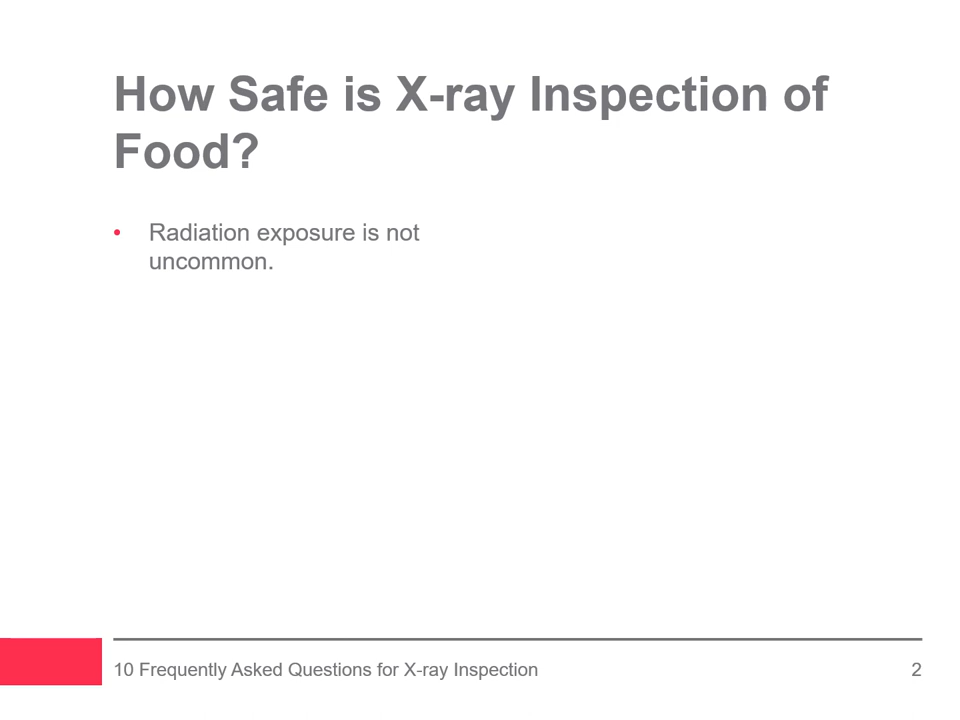 How Safe is X-ray Inspection of
Food?
• Radiation exposure is not
uncommon.
10 Frequently Asked Questions for X-ray Inspection 2